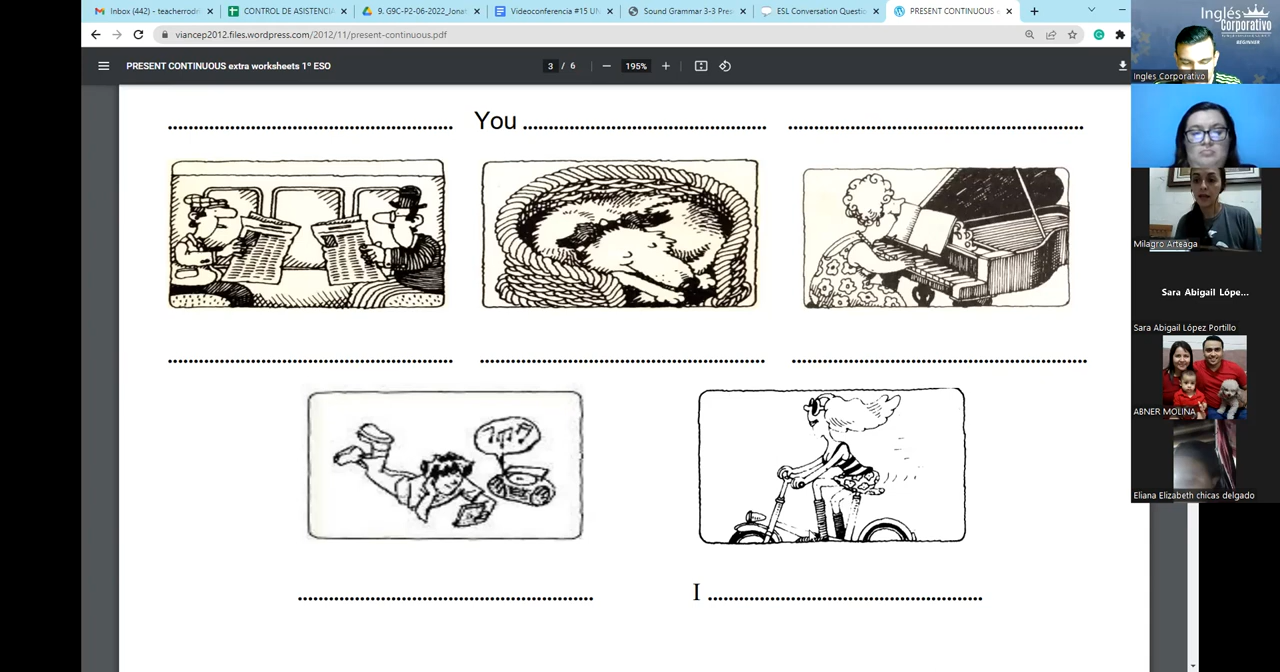 Inbox (442) - teacherrode
CONTROL DE ASISTENCIA
9. G9C-P2-06-2022_Jona
Videoconferencia #15 UN
Sound Grammar 3-3 Pres
ESL Conversation Questio
PRESENT CONTINUOUS e
viancep2012.files.wordpress.com/2012/11/present-continuous.pdf
PRESENT CONTINUOUS extra worksheets 1º ESO
3 / 6
195%
You
I
Inglés
Corporativo
BEGINNER
Ingles Corporativo
Milagro Arteaga
Sara Abigail Lópe...
Sara Abigail López Portillo
ABNER MOLINA
Eliana Elizabeth chicas delgado